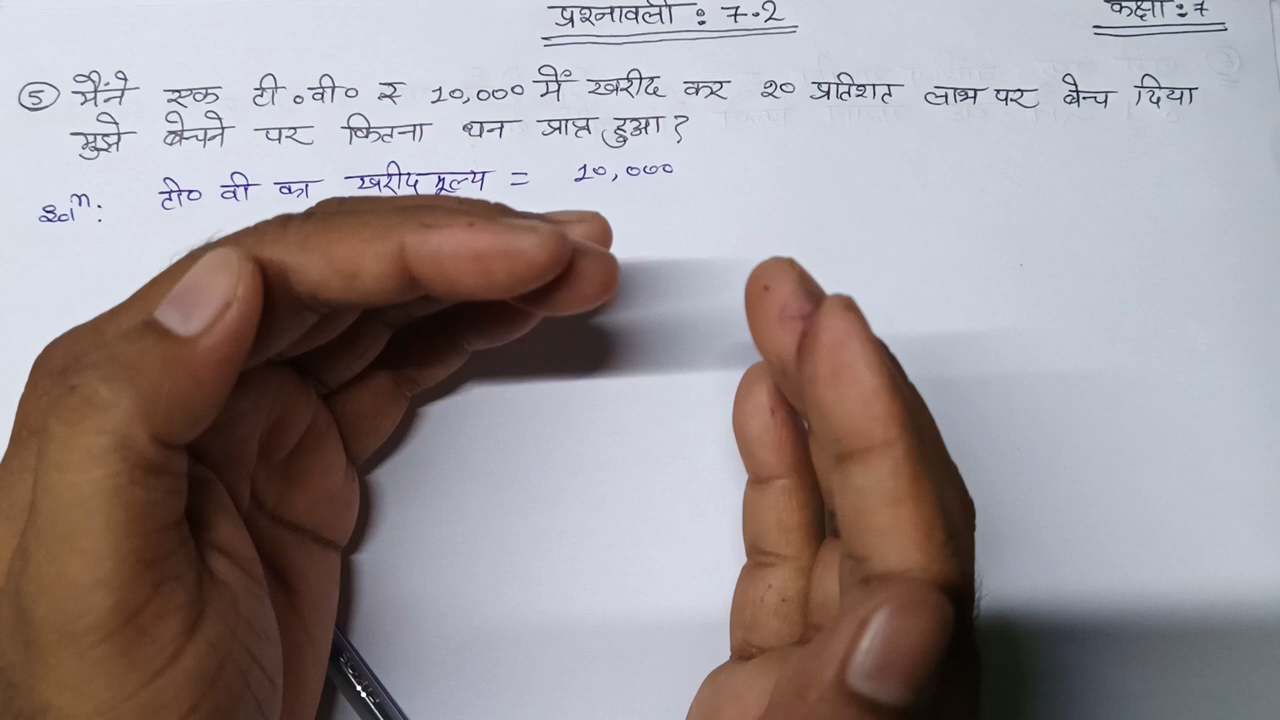 प्रश्नावली : 7.2
कक्षा : 7
⑤ मैंने एक टी०वी० ₹ 10,000 में खरीद कर २० प्रतिशत लाभ पर बेच दिया
मुझे बेचने पर कितना धन प्राप्त हुआ?
Solⁿ: टी० वी का खरीद मूल्य = 10,000